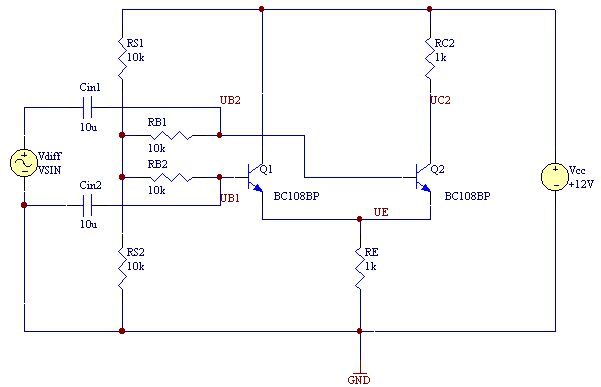 RS1
10k
RC2
1k
Cin1
10u
UB2
UC2
RB1
10k
Vdiff
VSIN
RB2
10k
Q1
Q2
Vcc
+12V
Cin2
10u
UB1
BC108BP
BC108BP
UE
RS2
10k
RE
1k
GND